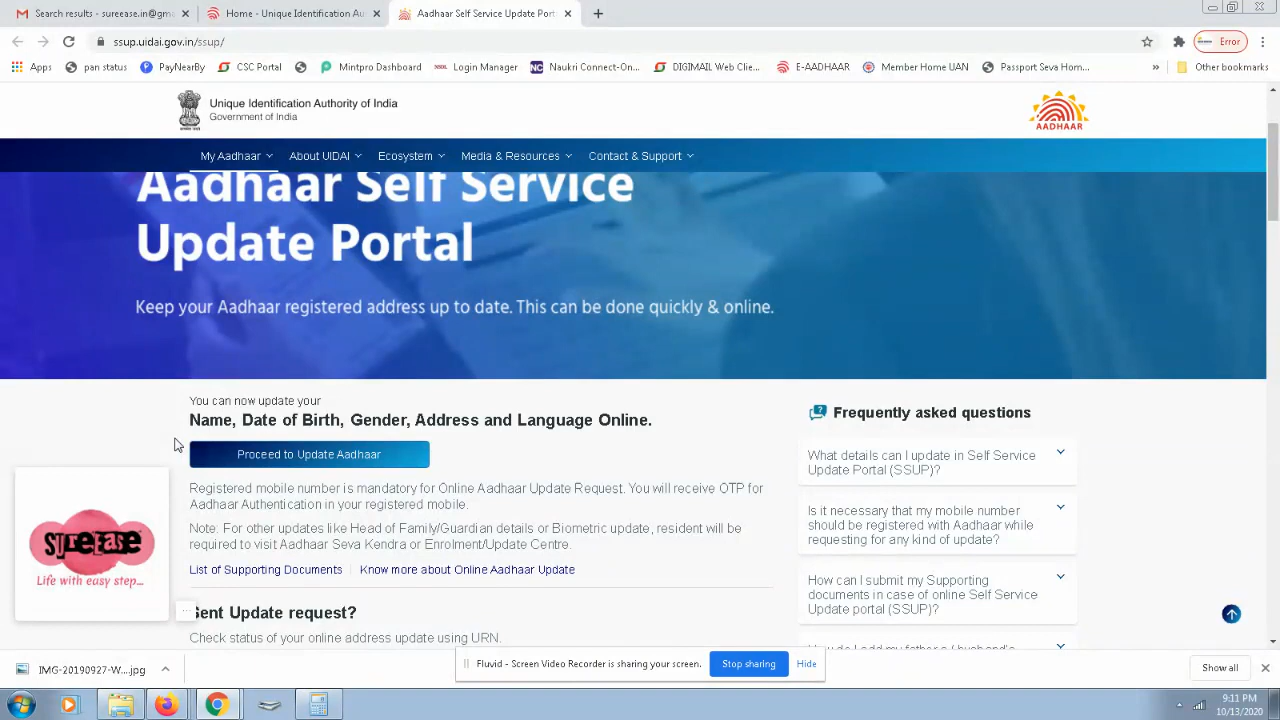 Search results - surease.in@gm
Home - Unique Identification Au
Aadhaar Self Service Update Port
ssup.uidai.gov.in/ssup/
Error
Apps
pan status
PayNearBy
CSC Portal
Mintpro Dashboard
Login Manager
Naukri Connect-On...
DIGIMAIL Web Clie...
E-AADHAAR
Member Home UAN
Passport Seva Hom...
»
Other bookmarks
Unique Identification Authority of India
Government of India
AADHAAR
My Aadhaar
About UIDAI
Ecosystem
Media & Resources
Contact & Support
Aadhaar Self Service
Update Portal
Keep your Aadhaar registered address up to date. This can be done quickly & online.
You can now update your
Name, Date of Birth, Gender, Address and Language Online.
Proceed to Update Aadhaar
Registered mobile number is mandatory for Online Aadhaar Update Request. You will receive OTP for
Aadhaar Authentication in your registered mobile.
Note: For other updates like Head of Family/Guardian details or Biometric update, resident will be
required to visit Aadhaar Seva Kendra or Enrolment/Update Centre.
List of Supporting Documents
Know more about Online Aadhaar Update
Sent Update request?
Check status of your online address update using URN.
Frequently asked questions
What details can I update in Self Service
Update Portal (SSUP)?
Is it necessary that my mobile number
should be registered with Aadhaar while
requesting for any kind of update?
How can I submit my Supporting
documents in case of online Self Service
Update portal (SSUP)?
How do I add my father's / husband's
surease
Life with easy step...
Fluvid - Screen Video Recorder is sharing your screen.
Stop sharing
Hide
IMG-20190927-W....jpg
Show all
9:11 PM
10/13/2020